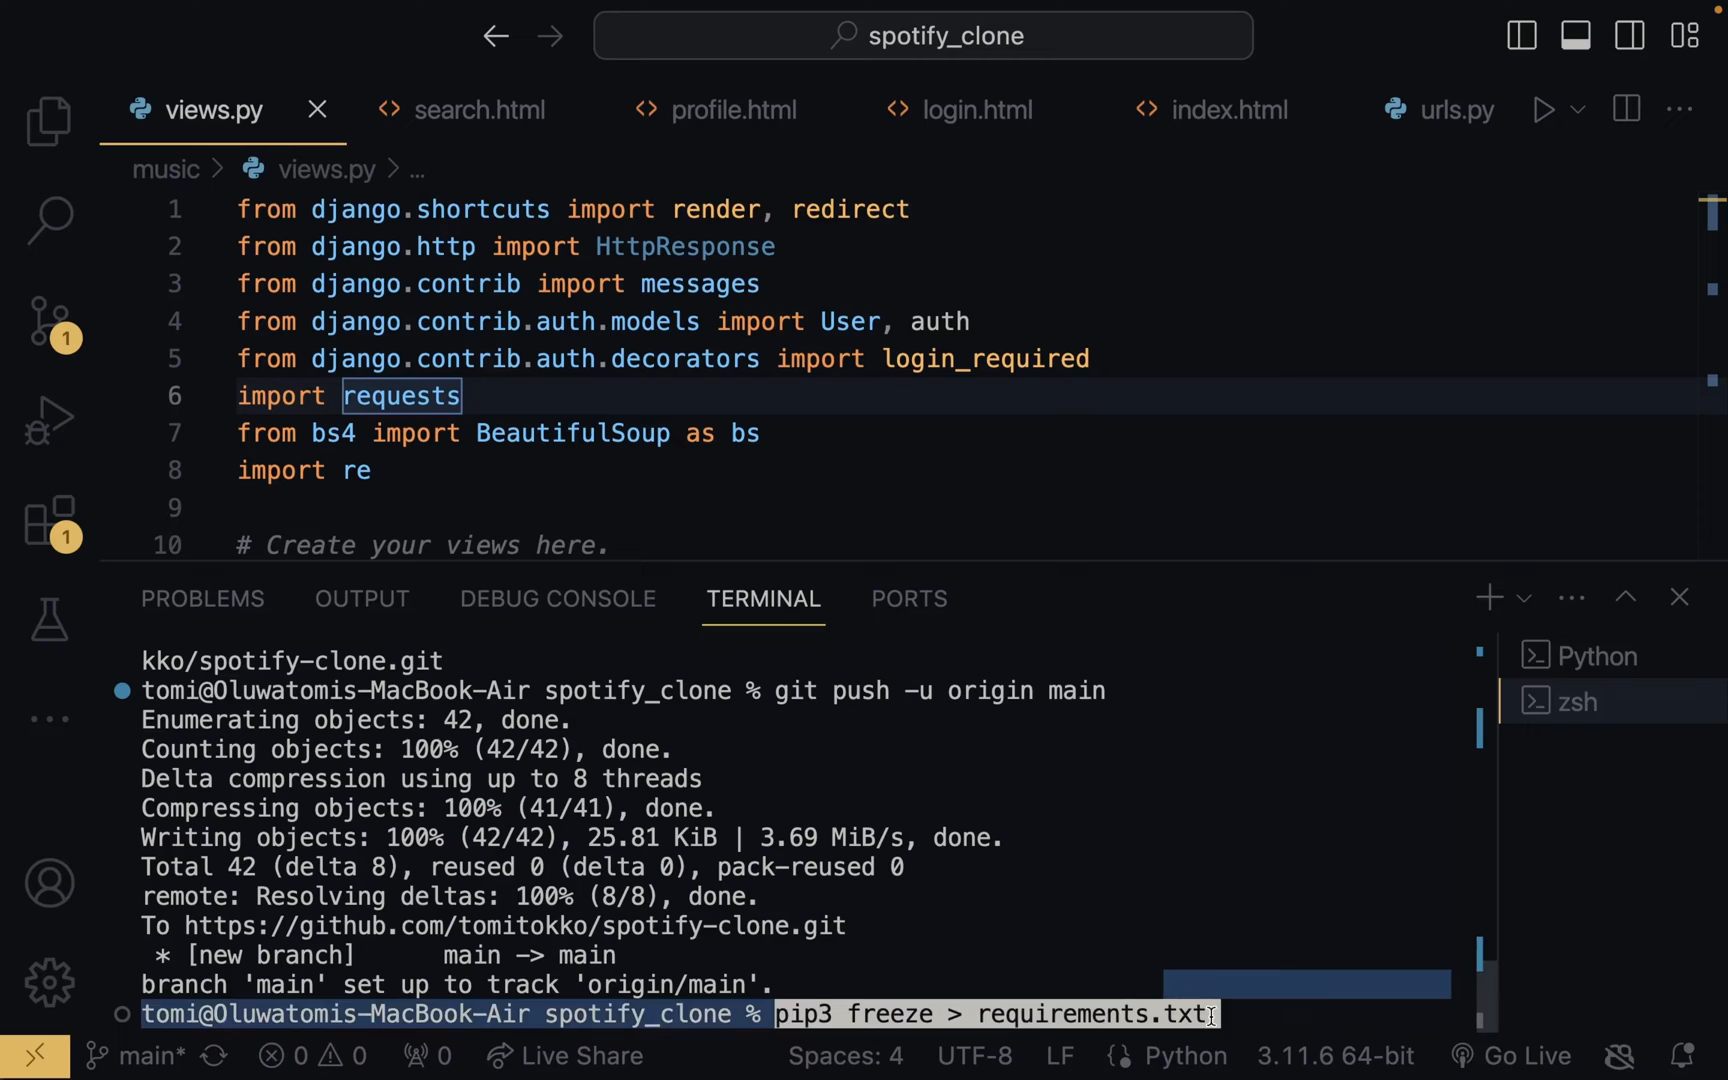 spotify_clone
views.py
search.html
profile.html
login.html
index.html
urls.py
music > views.py > ...
1 from django.shortcuts import render, redirect
2 from django.http import HttpResponse
3 from django.contrib import messages
4 from django.contrib.auth.models import User, auth
5 from django.contrib.auth.decorators import login_required
6 import requests
7 from bs4 import BeautifulSoup as bs
8 import re
9
10 # Create your views here.
1
1
PROBLEMS OUTPUT DEBUG CONSOLE TERMINAL PORTS
kko/spotify-clone.git
tomi@Oluwatomis-MacBook-Air spotify_clone % git push -u origin main
Enumerating objects: 42, done.
Counting objects: 100% (42/42), done.
Delta compression using up to 8 threads
Compressing objects: 100% (41/41), done.
Writing objects: 100% (42/42), 25.81 KiB | 3.69 MiB/s, done.
Total 42 (delta 8), reused 0 (delta 0), pack-reused 0
remote: Resolving deltas: 100% (8/8), done.
To https://github.com/tomitokko/spotify-clone.git
* [new branch] main -> main
branch 'main' set up to track 'origin/main'.
tomi@Oluwatomis-MacBook-Air spotify_clone % pip3 freeze > requirements.txt
Python
zsh
main* 0 0 0 Live Share Spaces: 4 UTF-8 LF Python 3.11.6 64-bit Go Live